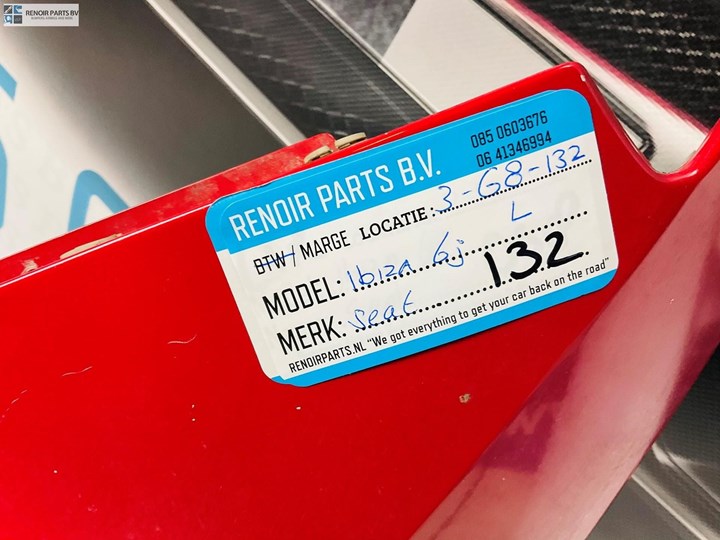 RENOIR PARTS BV
RENOIR PARTS B.V.
085 0603676
06 41346994
BTW/ MARGE LOCATIE: 3-G8-132
MODEL: Ibiza 6j L
MERK: Seat 132
RENOIRPARTS.NL "We got everything to get your car back on the road"